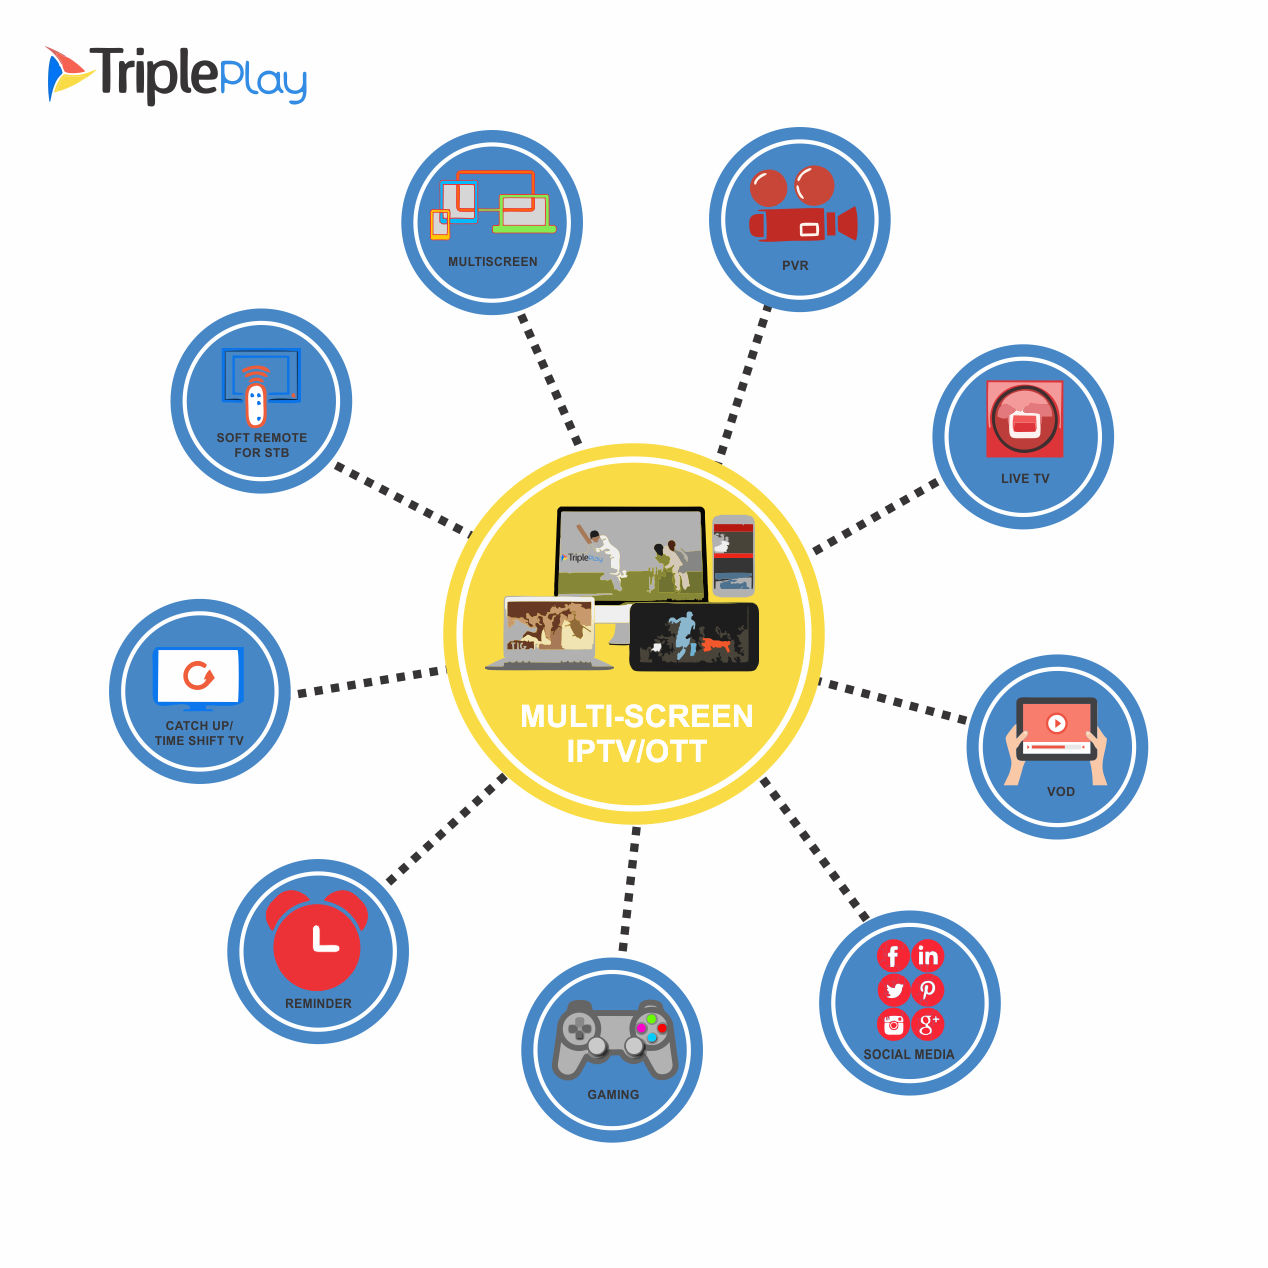 TriplePlay
MULTISCREEN
PVR
SOFT REMOTE
FOR STB
LIVE TV
TriplePlay
MULTI-SCREEN
IPTV/OTT
CATCH UP/
TIME SHIFT TV
VOD
REMINDER
GAMING
f in
g+
SOCIAL MEDIA